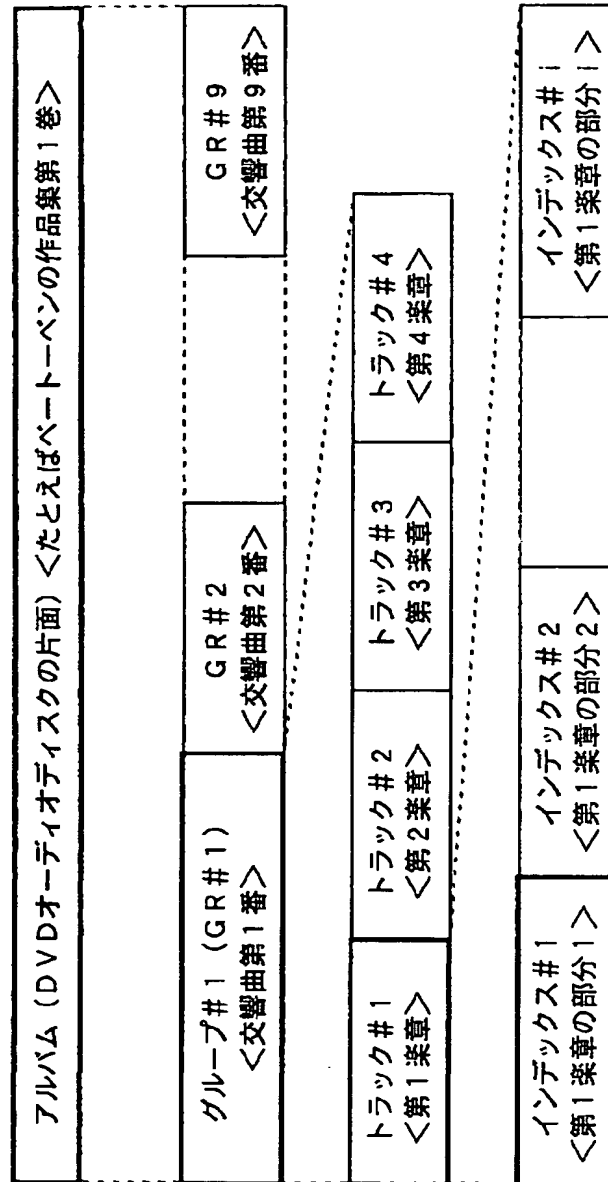 アルバム（DVDオーディオディスクの片面）＜たとえばベートーベンの作品集第1巻＞
グループ＃1（GR＃1）
＜交響曲第1番＞
GR＃2
＜交響曲第2番＞
GR＃9
＜交響曲第9番＞
トラック＃1
＜第1楽章＞
トラック＃2
＜第2楽章＞
トラック＃3
＜第3楽章＞
トラック＃4
＜第4楽章＞
インデックス＃1
＜第1楽章の部分1＞
インデックス＃2
＜第1楽章の部分2＞
インデックス＃i
＜第1楽章の部分i＞